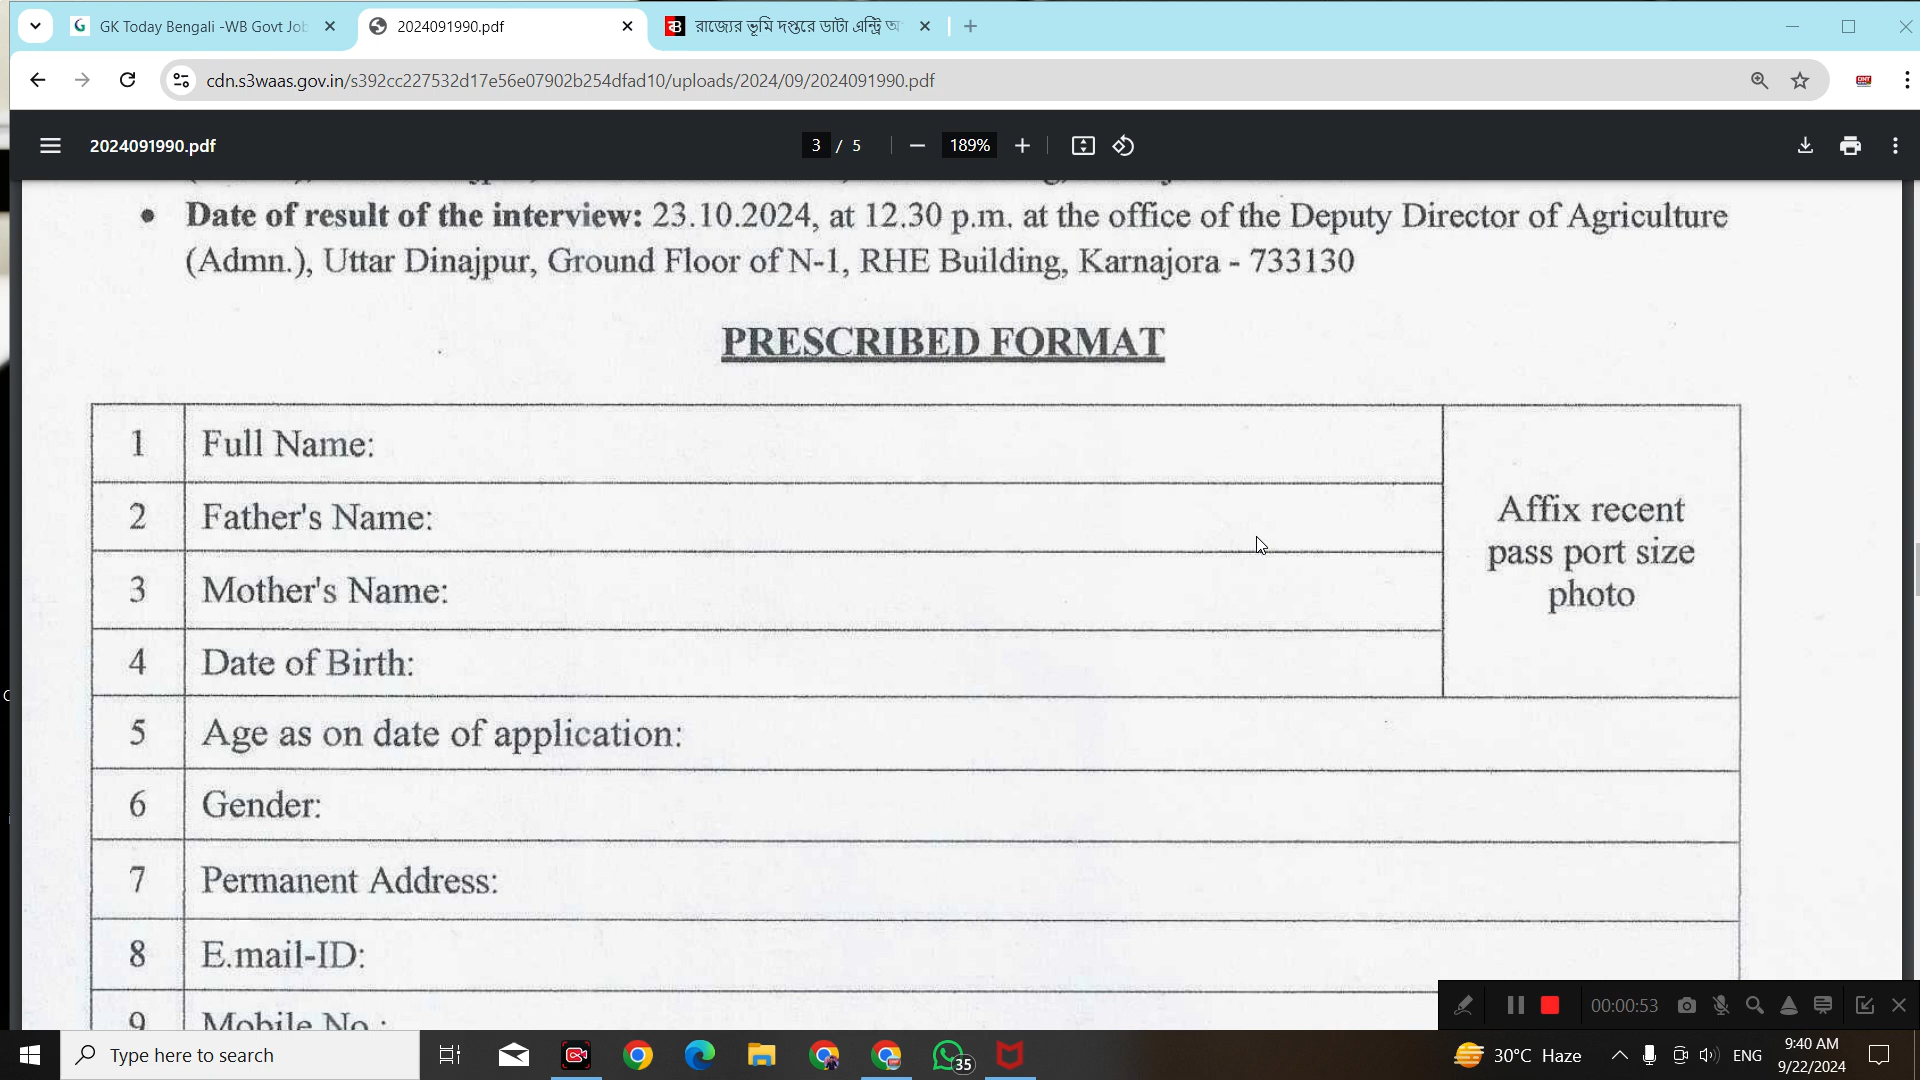 GK Today Bengali -WB Govt Job
2024091990.pdf
রাজ্যের ভূমি দপ্তরে ডাটা এন্ট্রি অ
cdn.s3waas.gov.in/s392cc227532d17e56e07902b254dfad10/uploads/2024/09/2024091990.pdf
2024091990.pdf
3 / 5
189%
• Date of result of the interview: 23.10.2024, at 12.30 p.m. at the office of the Deputy Director of Agriculture
(Admn.), Uttar Dinajpur, Ground Floor of N-1, RHE Building, Karnajora - 733130
PRESCRIBED FORMAT
1 Full Name:
2 Father's Name:
3 Mother's Name:
4 Date of Birth:
Affix recent
pass port size
photo
5 Age as on date of application:
6 Gender:
7 Permanent Address:
8 E.mail-ID:
9 Mobile No.:
00:00:53
Type here to search
35
30°C Haze
ENG
9:40 AM
9/22/2024